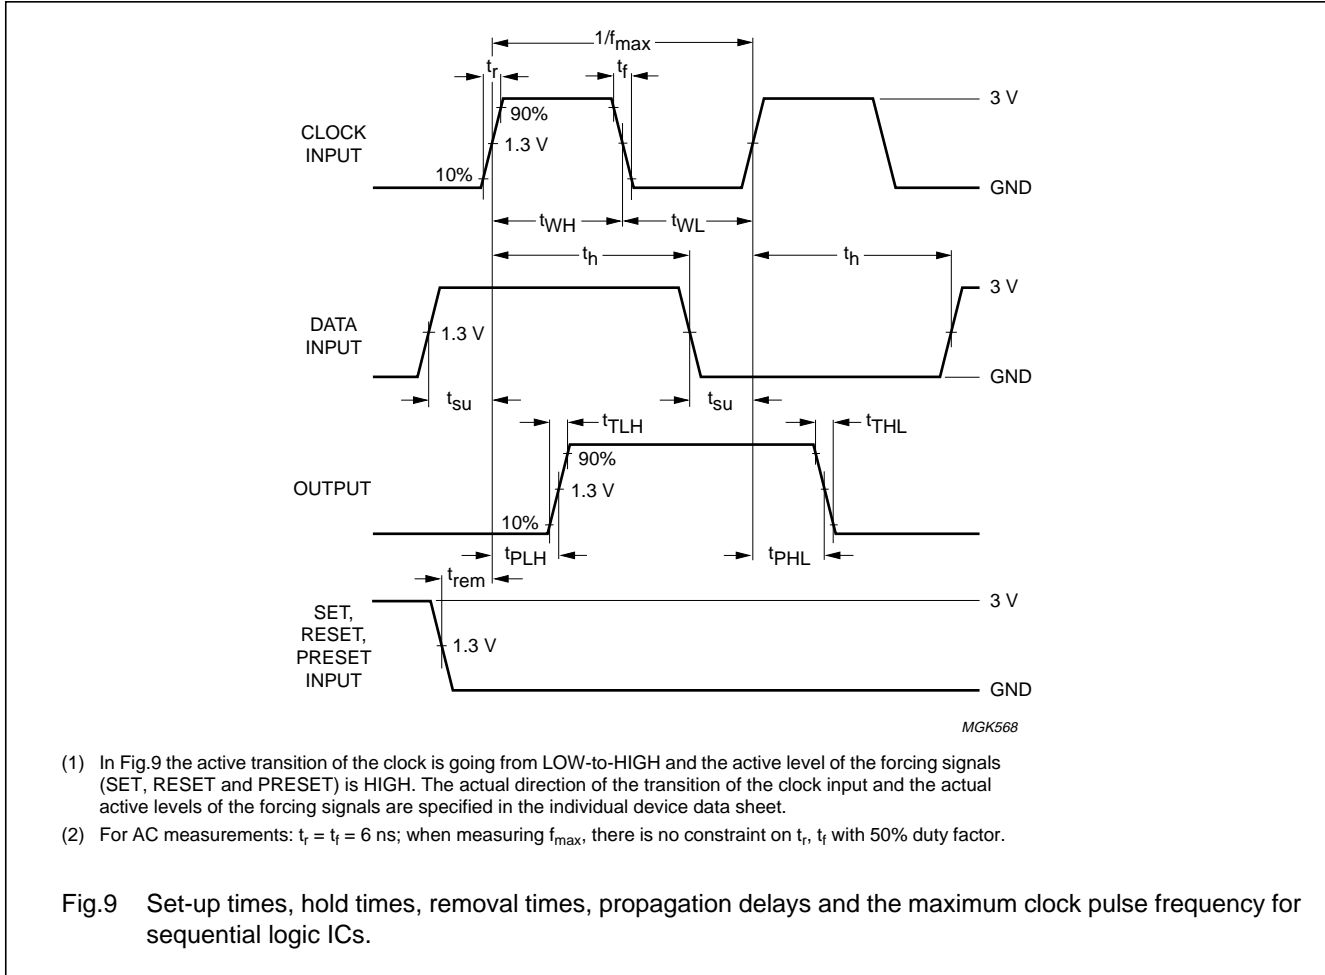 1/fmax
tr
tf
3 V
90%
CLOCK
INPUT
1.3 V
10%
GND
tWH
tWL
th
th
3 V
DATA
INPUT
1.3 V
GND
tsu
tsu
tTLH
tTHL
90%
OUTPUT
1.3 V
10%
tPLH
tPHL
trem
3 V
SET,
RESET,
PRESET
INPUT
1.3 V
GND
MGK568
(1) In Fig.9 the active transition of the clock is going from LOW-to-HIGH and the active level of the forcing signals
(SET, RESET and PRESET) is HIGH. The actual direction of the transition of the clock input and the actual
active levels of the forcing signals are specified in the individual device data sheet.
(2) For AC measurements: tr = tf = 6 ns; when measuring fmax, there is no constraint on tr, tf with 50% duty factor.
Fig.9 Set-up times, hold times, removal times, propagation delays and the maximum clock pulse frequency for
sequential logic ICs.